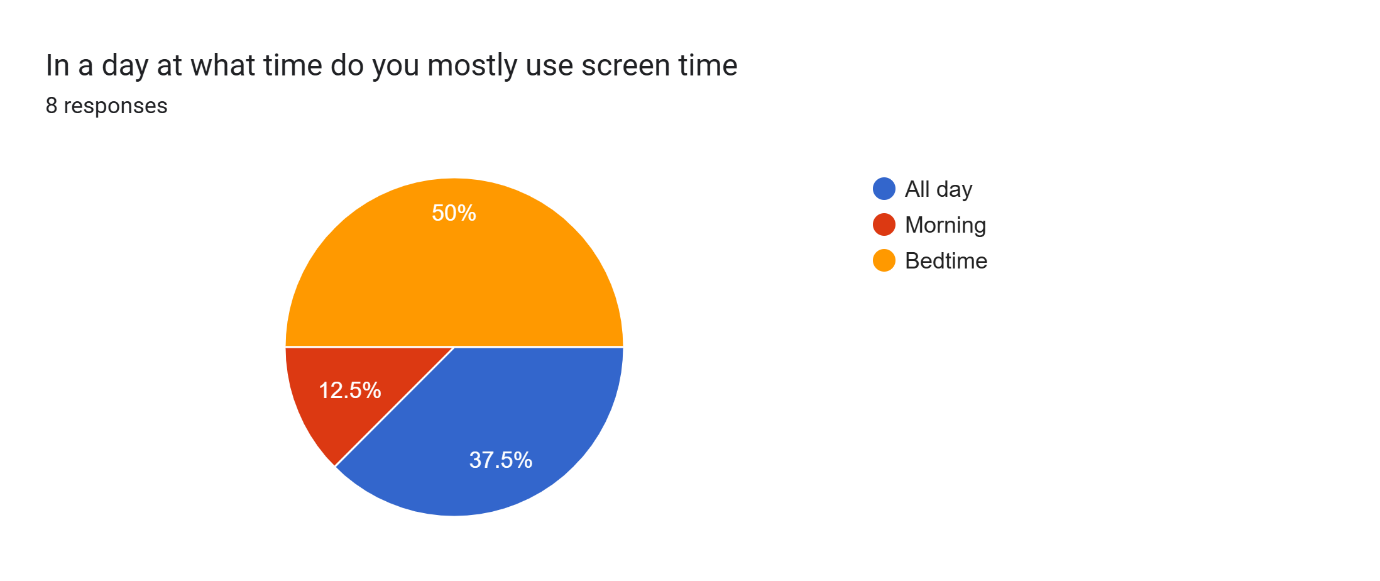 In a day at what time do you mostly use screen time
8 responses
50%
12.5%
37.5%
All day
Morning
Bedtime